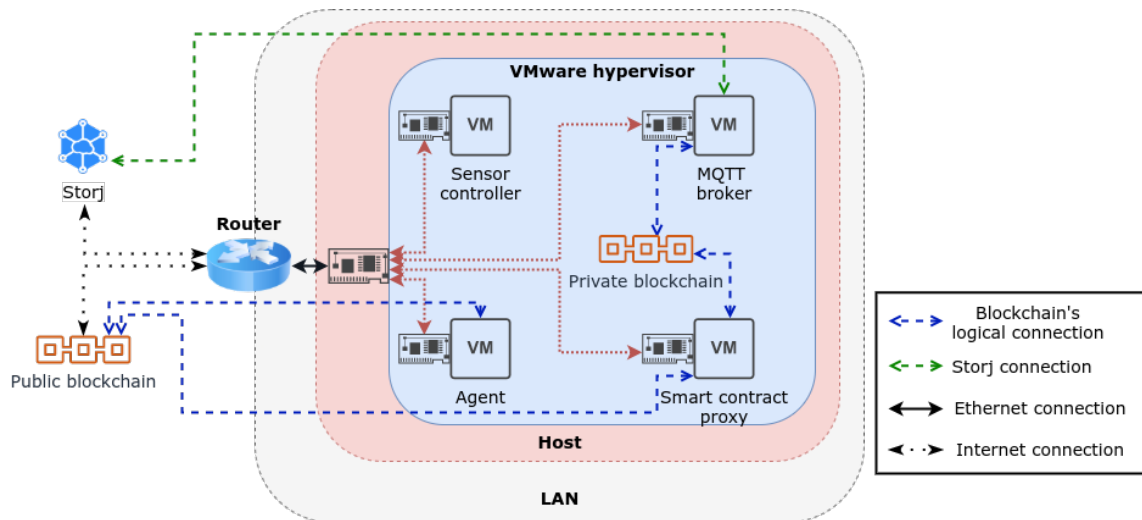 VMware hypervisor
VM
Sensor
controller
VM
MQTT
broker
Storj
Router
Private blockchain
Public blockchain
VM
Agent
VM
Smart contract
proxy
Host
LAN
Blockchain's
logical connection
Storj connection
Ethernet connection
Internet connection